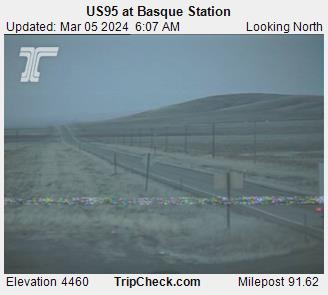 US95 at Basque Station
Updated: Mar 05 2024 6:07 AM Looking North
Elevation 4460 TripCheck.com Milepost 91.62